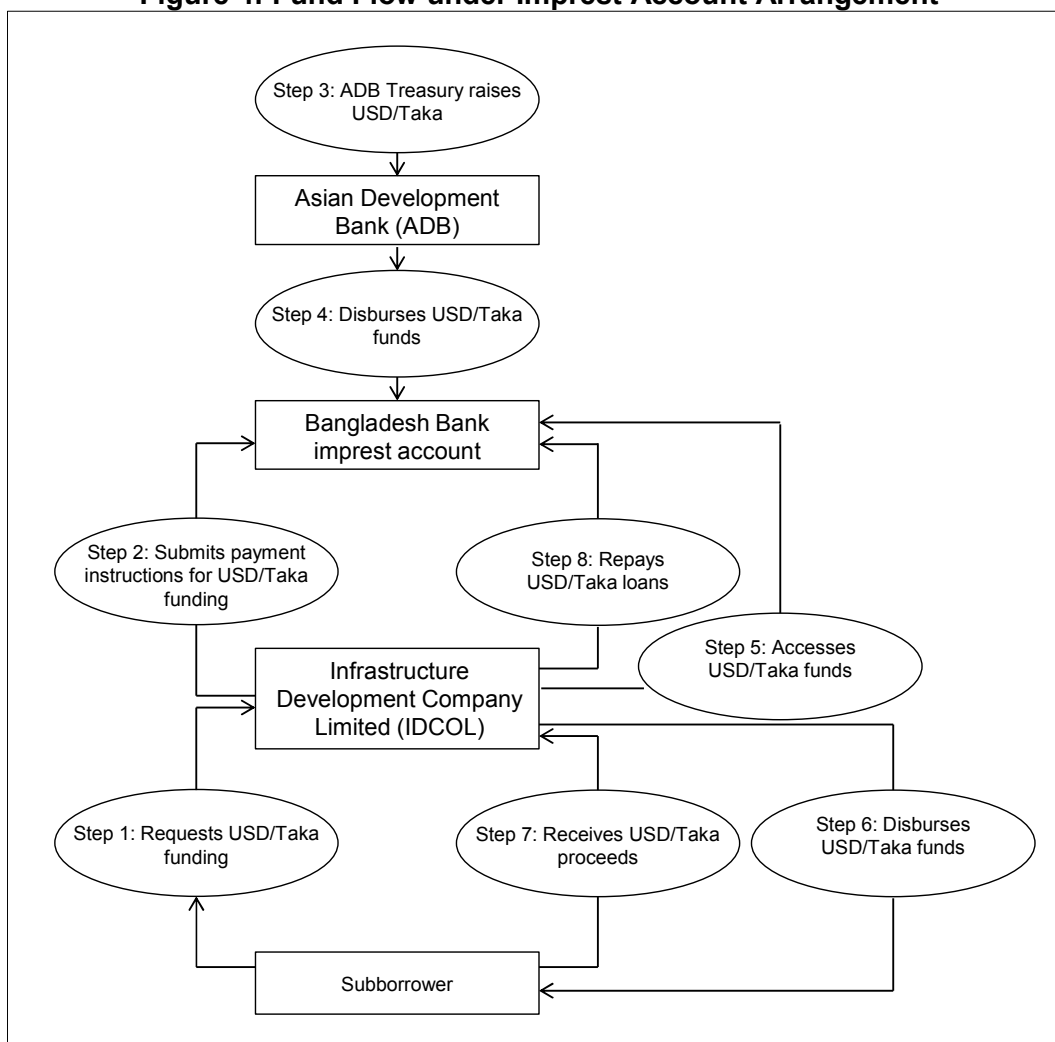 Figure 4: Fund Flow under Imprest Account Arrangement
Step 3: ADB Treasury raises
USD/Taka
Asian Development
Bank (ADB)
Step 4: Disburses USD/Taka
funds
Bangladesh Bank
imprest account
Step 2: Submits payment
instructions for USD/Taka
funding
Step 8: Repays
USD/Taka loans
Step 5: Accesses
USD/Taka funds
Infrastructure
Development Company
Limited (IDCOL)
Step 1: Requests USD/Taka
funding
Step 7: Receives USD/Taka
proceeds
Step 6: Disburses
USD/Taka funds
Subborrower